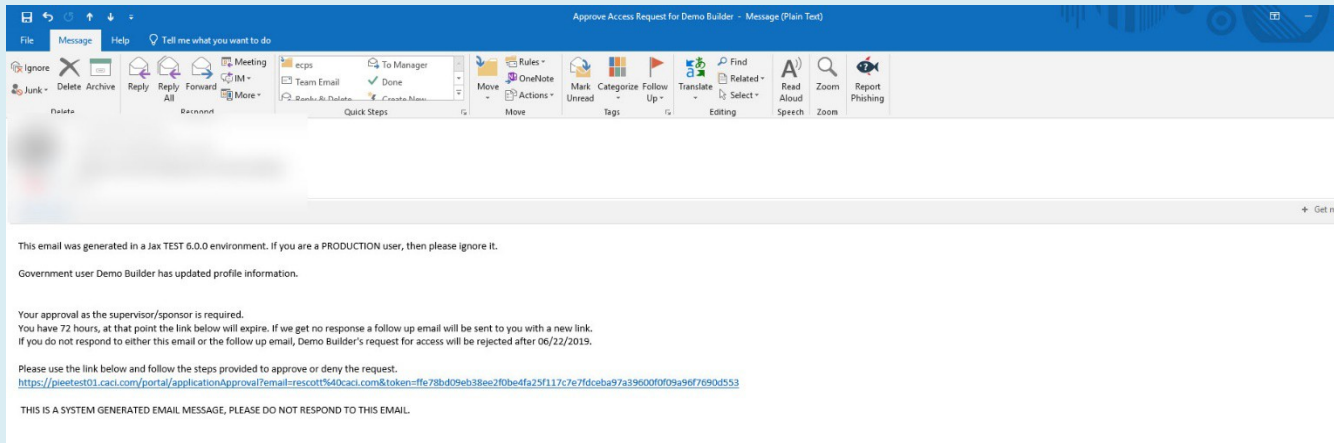 Approve Access Request for Demo Builder - Message (Plain Text)
File Message Help Tell me what you want to do
Ignore
Junk
Delete Archive
Reply Reply All Forward
Meeting
IM
More
ecps
Team Email
Reply & Delete
To Manager
Done
Create New
Move
Rules
OneNote
Actions
Mark Unread
Categorize
Follow Up
Translate
Find
Related
Select
Read Aloud
Zoom
Report Phishing
Delete Respond Quick Steps Move Tags Editing Speech Zoom
+ Get
This email was generated in a Jax TEST 6.0.0 environment. If you are a PRODUCTION user, then please ignore it.
Government user Demo Builder has updated profile information.
Your approval as the supervisor/sponsor is required.
You have 72 hours, at that point the link below will expire. If we get no response a follow up email will be sent to you with a new link.
If you do not respond to either this email or the follow up email, Demo Builder's request for access will be rejected after 06/22/2019.
Please use the link below and follow the steps provided to approve or deny the request.
https://pieetest01.caci.com/portal/applicationApproval?email=rescott%40caci.com&token=ffe78bd09eb38ee2f0be4fa25f117c7e7fdceba97a39600f0f09a96f7690d553
THIS IS A SYSTEM GENERATED EMAIL MESSAGE, PLEASE DO NOT RESPOND TO THIS EMAIL.